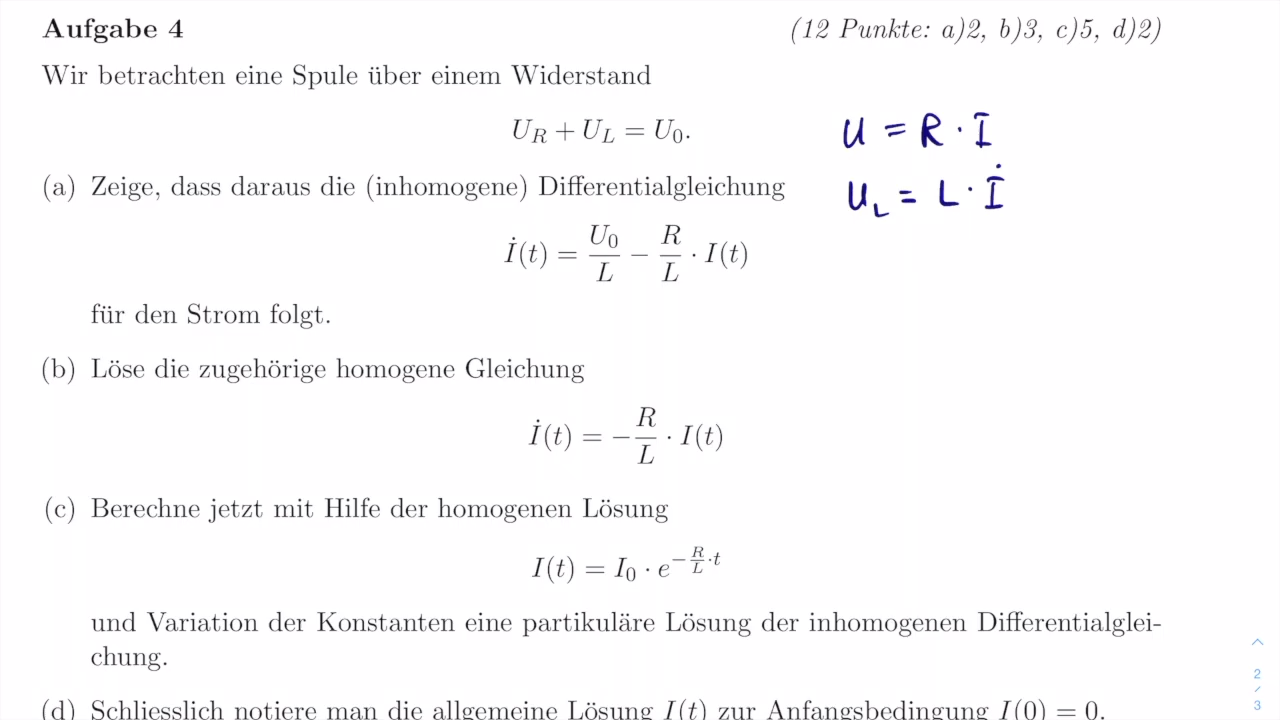 Aufgabe 4 (12 Punkte: a)2, b)3, c)5, d)2)
Wir betrachten eine Spule über einem Widerstand
U_R + U_L = U_0.
U = R · I
(a) Zeige, dass daraus die (inhomogene) Differentialgleichung
U_L = L · İ
İ(t) = U_0/L − R/L · I(t)
für den Strom folgt.
(b) Löse die zugehörige homogene Gleichung
İ(t) = −R/L · I(t)
(c) Berechne jetzt mit Hilfe der homogenen Lösung
I(t) = I_0 · e^{−R/L·t}
und Variation der Konstanten eine partikuläre Lösung der inhomogenen Differentialglei-
chung.
(d) Schliesslich notiere man die allgemeine Lösung I(t) zur Anfangsbedingung I(0) = 0.
2
/
3